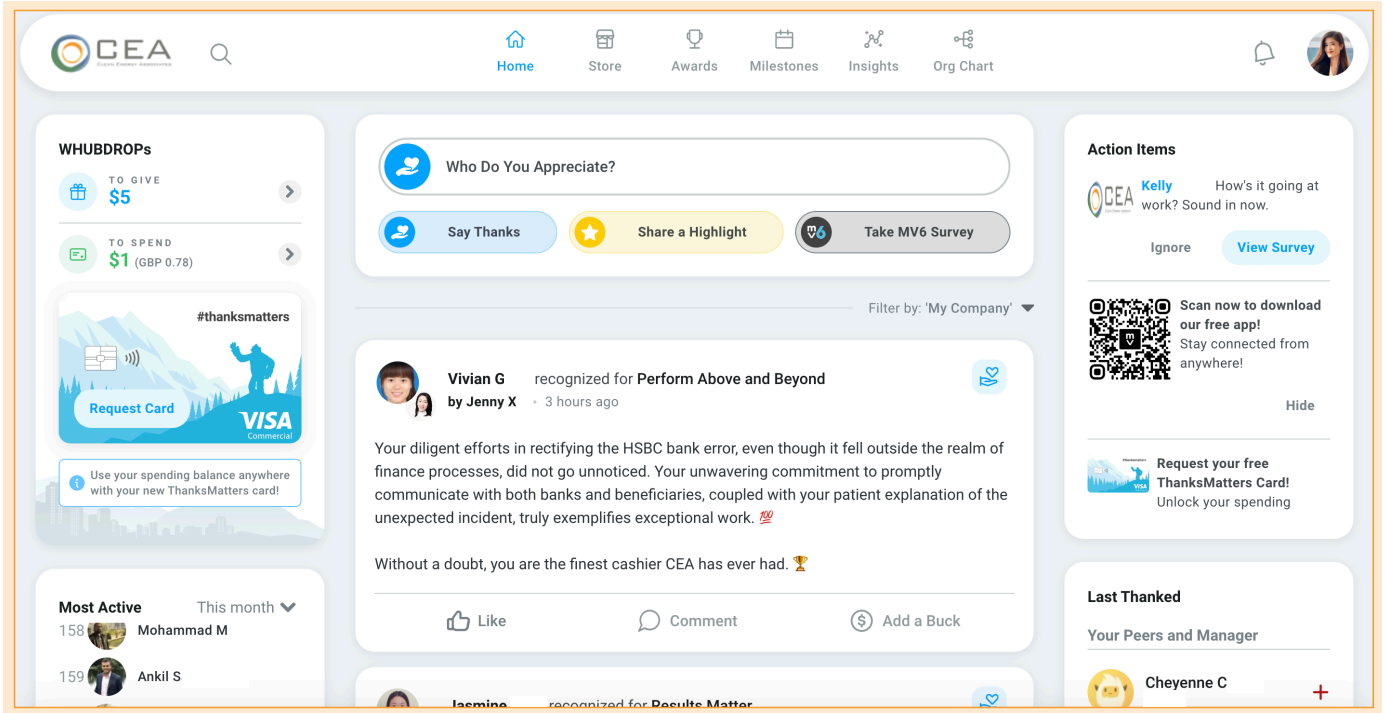 CEA
CLEAN ENERGY ASSOCIATES
Home
Store
Awards
Milestones
Insights
Org Chart
WHUBDROPs
TO GIVE
$5
TO SPEND
$1 (GBP 0.78)
#thanksmatters
Request Card
VISA
Commercial
Use your spending balance anywhere
with your new ThanksMatters card!
Most Active
This month
158 Mohammad M
159 Ankil S
Who Do You Appreciate?
Say Thanks
Share a Highlight
mv6 Take MV6 Survey
Filter by: 'My Company'
Vivian G recognized for Perform Above and Beyond
by Jenny X • 3 hours ago
Your diligent efforts in rectifying the HSBC bank error, even though it fell outside the realm of
finance processes, did not go unnoticed. Your unwavering commitment to promptly
communicate with both banks and beneficiaries, coupled with your patient explanation of the
unexpected incident, truly exemplifies exceptional work. 💯
Without a doubt, you are the finest cashier CEA has ever had. 🏆
Like
Comment
Add a Buck
Jasmine recognized for Results Matter
Action Items
CEA
Kelly How's it going at
work? Sound in now.
Ignore
View Survey
Scan now to download
our free app!
Stay connected from
anywhere!
Hide
Request your free
ThanksMatters Card!
Unlock your spending
Last Thanked
Your Peers and Manager
Cheyenne C